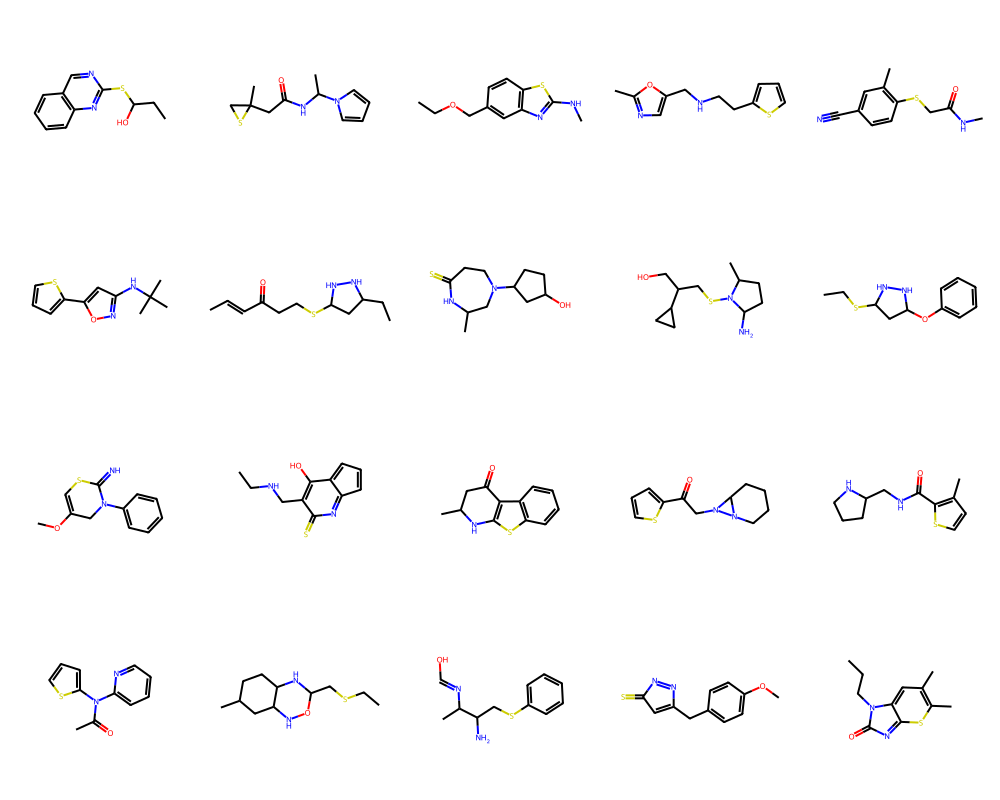 N S N HO
S O N H N
O S N NH
O N N H S
N S O N H
S O N H N
O S HN NH
S HN N OH
HO S N NH2
S HN NH O
S NH N O
HO NH N S
O N H S
S O N N
H N N H O S
S N N O
H N N H O S
OH N NH2 S
S N N O
N O N S